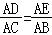 AD/AC = AE/AB